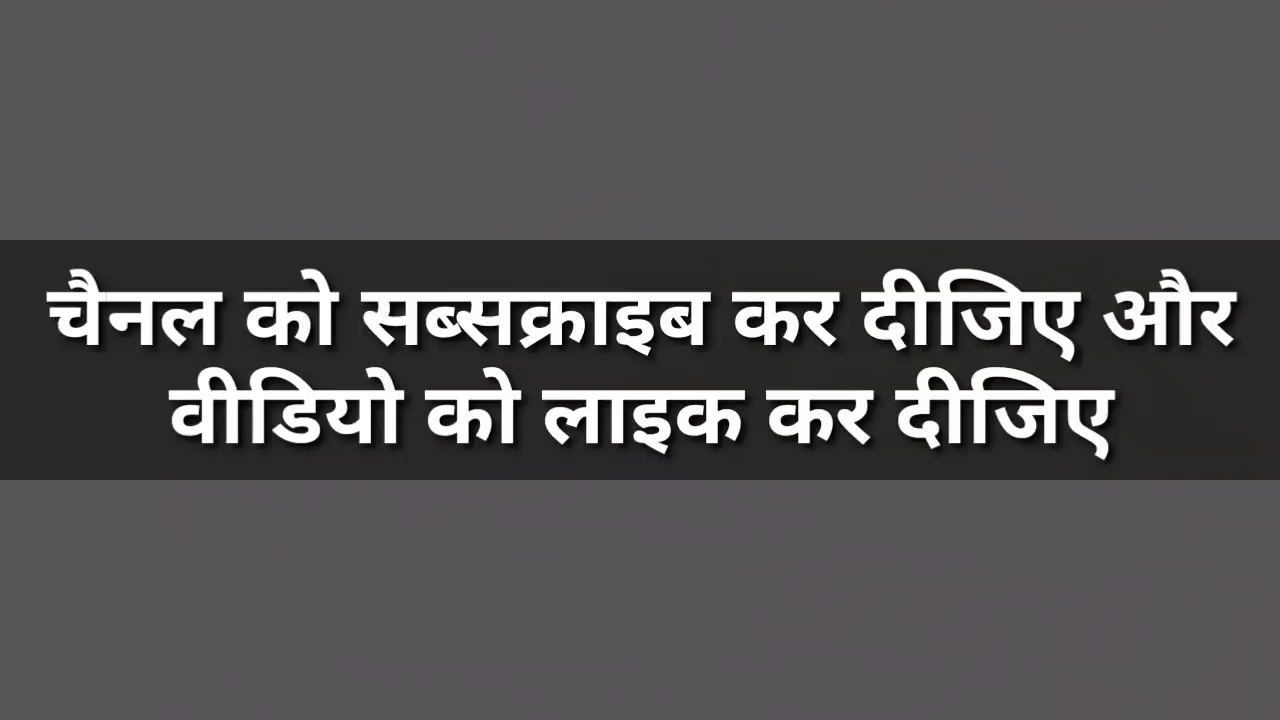 चैनल को सब्सक्राइब कर दीजिए और
वीडियो को लाइक कर दीजिए